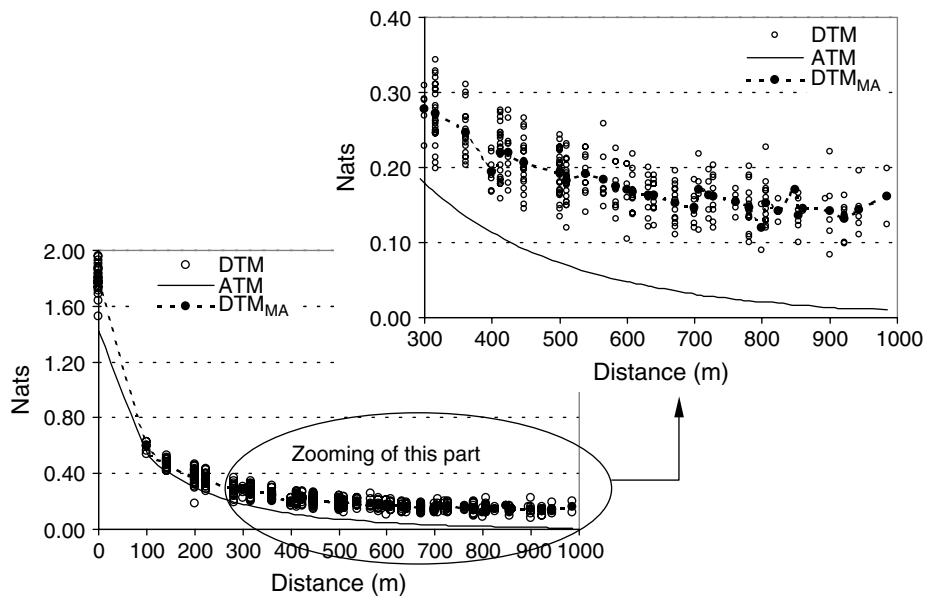 0.40
0.30
0.20
0.10
0.00
Nats
DTM
ATM
DTMMA
300 400 500 600 700 800 900 1000
Distance (m)
2.00
1.60
1.20
0.80
0.40
0.00
Nats
DTM
ATM
DTMMA
Zooming of this part
0 100 200 300 400 500 600 700 800 900 1000
Distance (m)